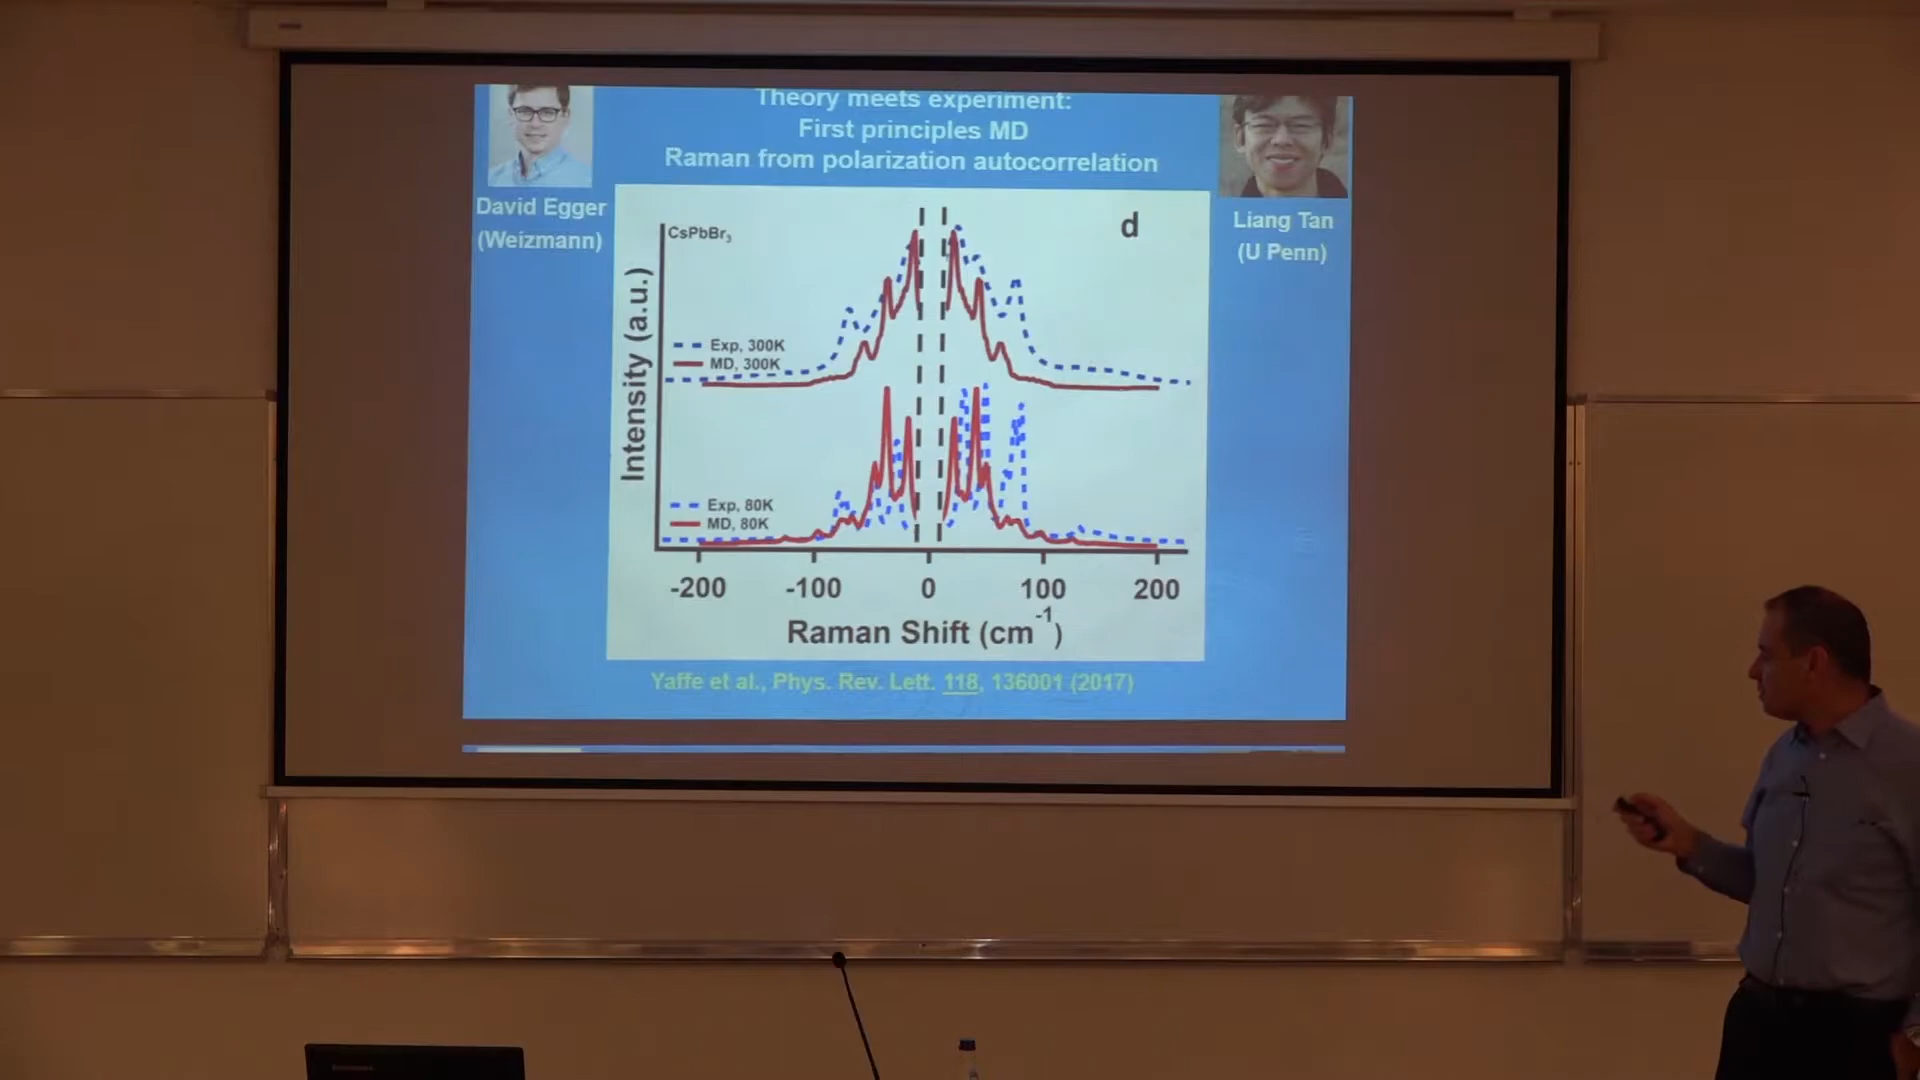 Theory meets experiment:
First principles MD
Raman from polarization autocorrelation
David Egger
(Weizmann)
Liang Tan
(U Penn)
d
CsPbBr3
Intensity (a.u.)
Exp, 300K
MD, 300K
Exp, 80K
MD, 80K
-200 -100 0 100 200
Raman Shift (cm-1)
Yaffe et al., Phys. Rev. Lett. 118, 136001 (2017)